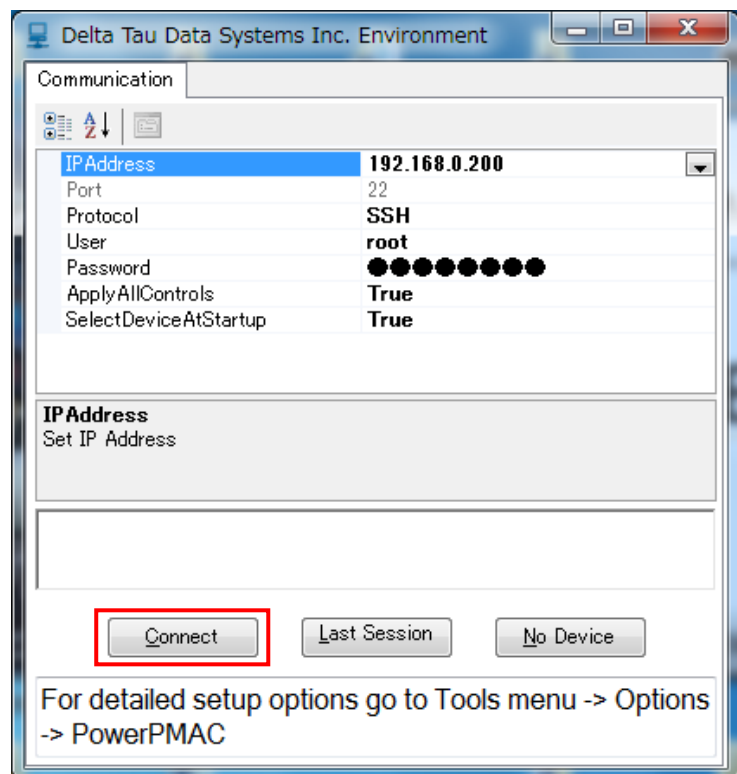 Delta Tau Data Systems Inc. Environment
Communication
IPAddress 192.168.0.200
Port 22
Protocol SSH
User root
Password ●●●●●●●●
ApplyAllControls True
SelectDeviceAtStartup True
IPAddress
Set IP Address
Connect Last Session No Device
For detailed setup options go to Tools menu -> Options
-> PowerPMAC